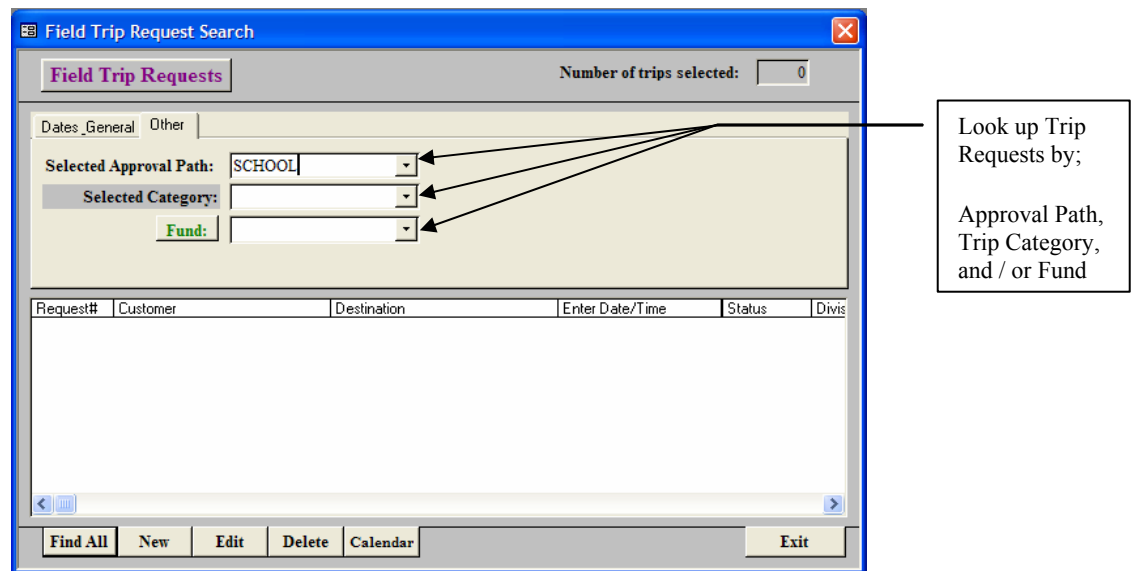 Field Trip Request Search
Field Trip Requests
Number of trips selected: 0
Dates_General Other
Selected Approval Path: SCHOOL
Selected Category:
Fund:
Look up Trip
Requests by;
Approval Path,
Trip Category,
and / or Fund
Request# Customer Destination Enter Date/Time Status Divis
Find All New Edit Delete Calendar Exit